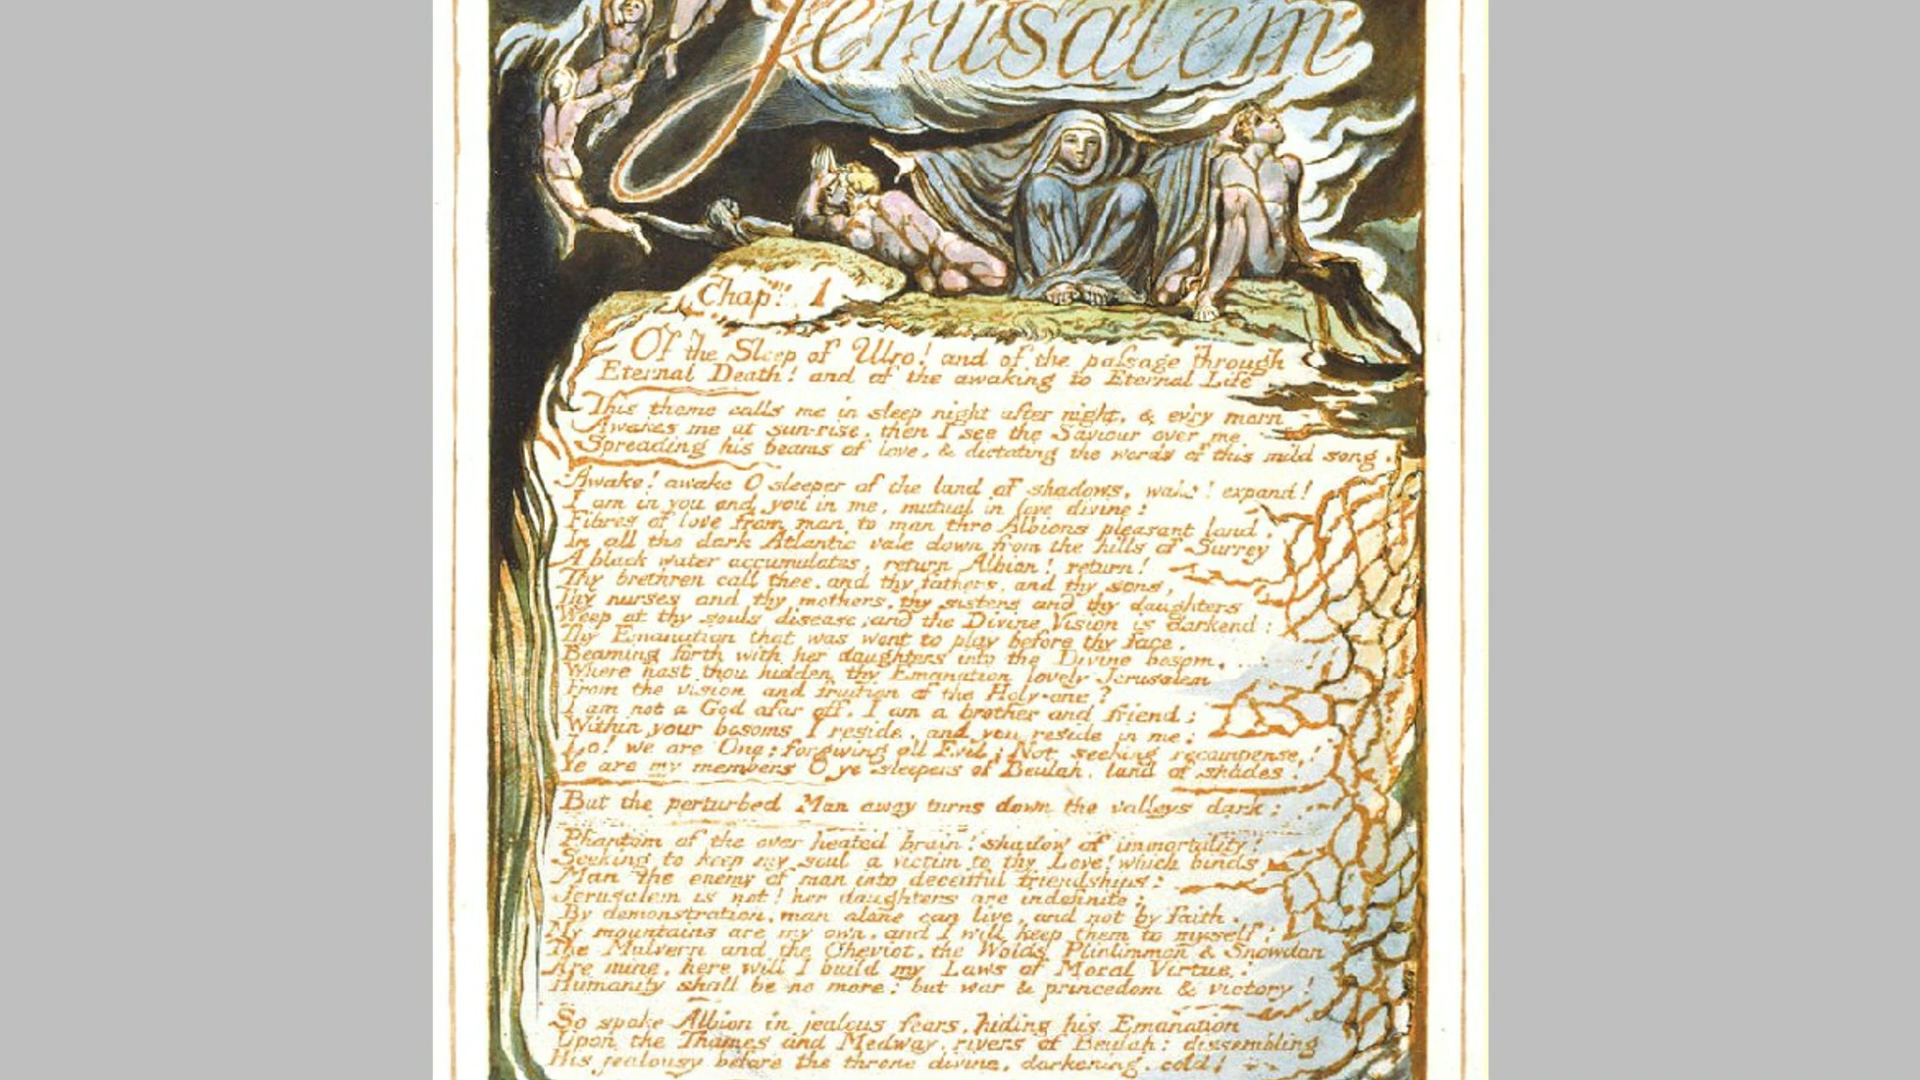 Jerusalem
Chap: 1
Of the Sleep of Ulro! and of the passage through
Eternal Death! and of the awaking to Eternal Life
This theme calls me in sleep night after night, & ev'ry morn
Awakes me at sun-rise, then I see the Saviour over me
Spreading his beams of love, & dictating the words of this mild song.
Awake! awake O sleeper of the land of shadows, wake! expand!
I am in you and you in me, mutual in love divine:
Fibres of love from man to man thro Albions pleasant land.
In all the dark Atlantic vale down from the hills of Surrey
A black water accumulates, return Albion! return!
Thy brethren call thee, and thy fathers, and thy sons,
Thy nurses and thy mothers, thy sisters and thy daughters
Weep at thy souls disease, and the Divine Vision is darkend:
Thy Emanation that was wont to play before thy face,
Beaming forth with her daughters into the Divine bosom,
Where hast thou hidden thy Emanation lovely Jerusalem
From the vision and fruition of the Holy-one?
I am not a God afar off, I am a brother and friend;
Within your bosoms I reside, and you reside in me:
Lo! we are One; forgiving all Evil; Not seeking recompense,
Ye are my members O ye sleepers of Beulah, land of shades!
But the perturbed Man away turns down the valleys dark;
Phantom of the over heated brain! shadow of immortality!
Seeking to keep my soul a victim to thy Love! which binds
Man the enemy of man into deceitful friendships:
Jerusalem is not! her daughters are indefinite:
By demonstration, man alone can live, and not by faith.
My mountains are my own, and I will keep them to myself:
The Malvern and the Cheviot, the Wolds Plinlimmon & Snowdon
Are mine, here will I build my Laws of Moral Virtue:
Humanity shall be no more: but war & princedom & victory!
So spoke Albion in jealous fears, hiding his Emanation
Upon the Thames and Medway, rivers of Beulah: dissembling
His jealousy before the throne divine, darkening, cold!